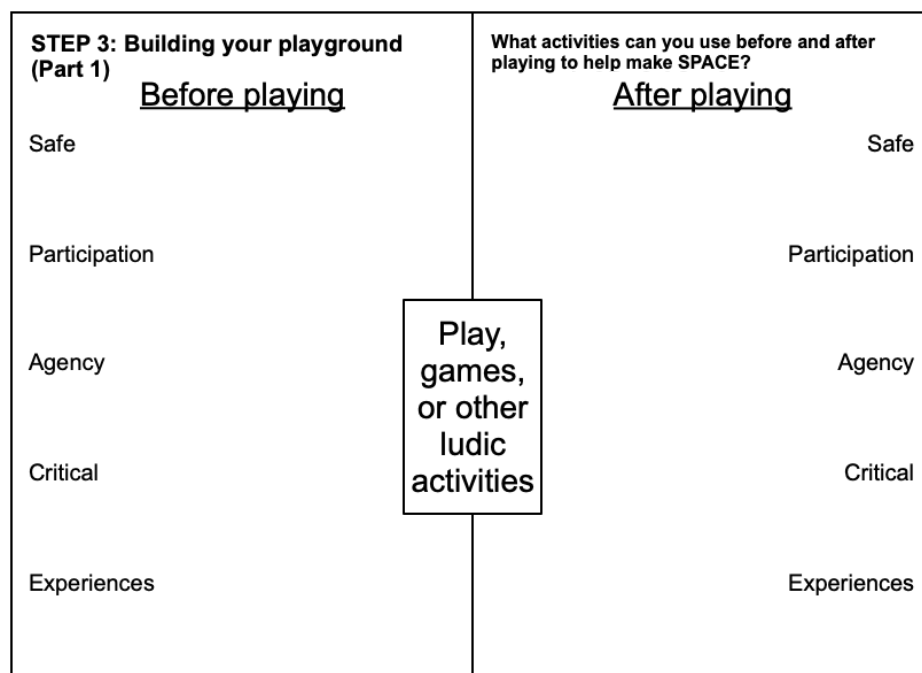 STEP 3: Building your playground
(Part 1)
Before playing
Safe
Participation
Agency
Critical
Experiences
Play,
games,
or other
ludic
activities
What activities can you use before and after
playing to help make SPACE?
After playing
Safe
Participation
Agency
Critical
Experiences